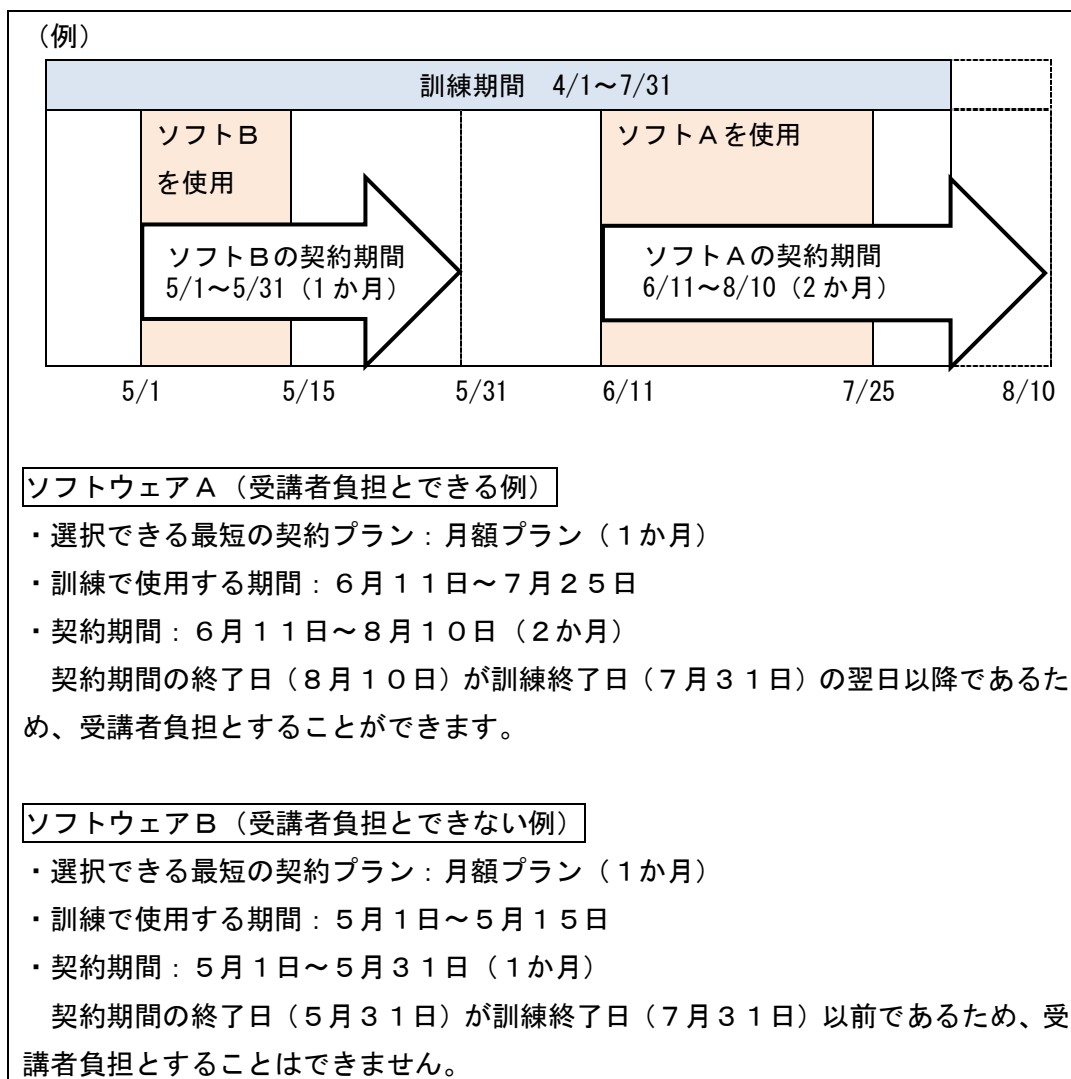 （例）
訓練期間　4/1～7/31
ソフトＢ
を使用
ソフトＡを使用
ソフトＢの契約期間
5/1～5/31（1か月）
ソフトＡの契約期間
6/11～8/10（2か月）
5/1 5/15 5/31 6/11 7/25 8/10
ソフトウェアＡ（受講者負担とできる例）
・選択できる最短の契約プラン：月額プラン（１か月）
・訓練で使用する期間：６月１１日～７月２５日
・契約期間：６月１１日～８月１０日（２か月）
　契約期間の終了日（８月１０日）が訓練終了日（７月３１日）の翌日以降であるた
め、受講者負担とすることができます。
ソフトウェアＢ（受講者負担とできない例）
・選択できる最短の契約プラン：月額プラン（１か月）
・訓練で使用する期間：５月１日～５月１５日
・契約期間：５月１日～５月３１日（１か月）
　契約期間の終了日（５月３１日）が訓練終了日（７月３１日）以前であるため、受
講者負担とすることはできません。